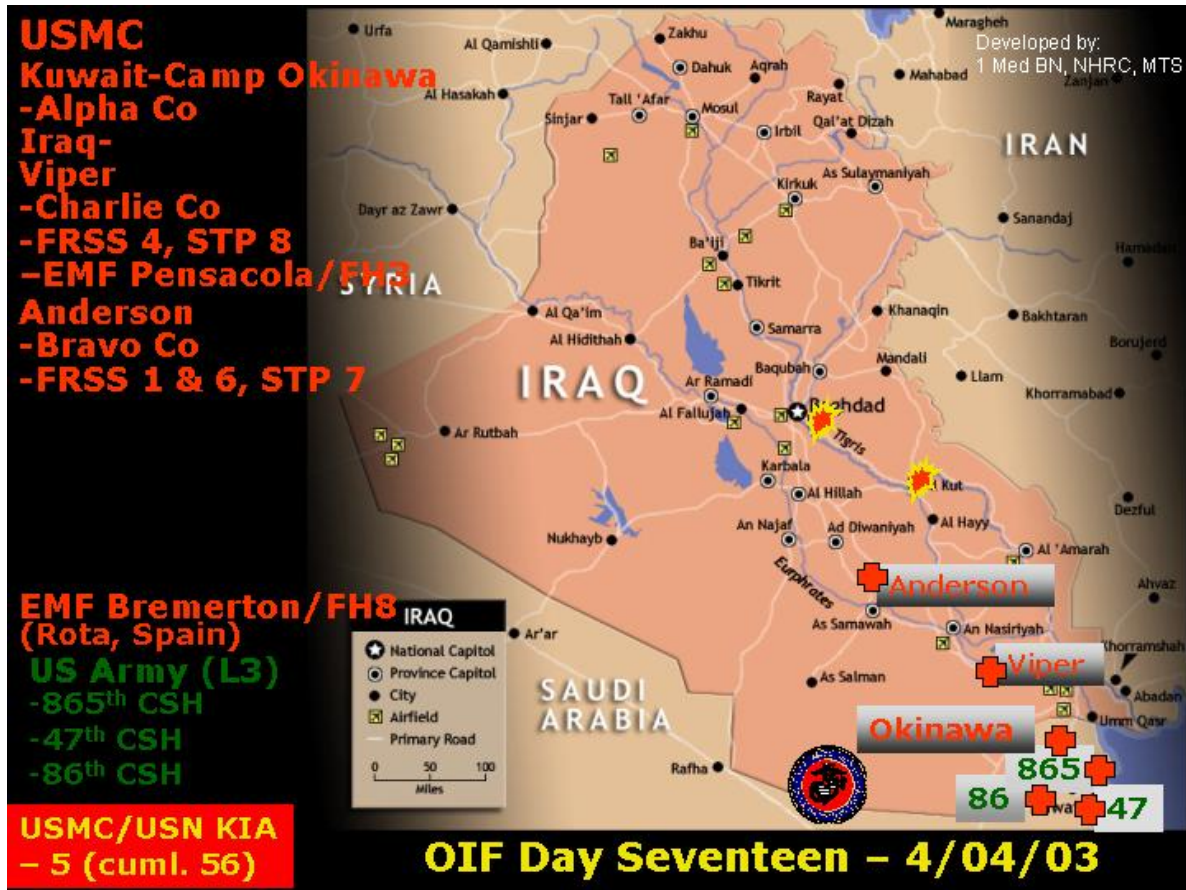 USMC
Kuwait-Camp Okinawa
-Alpha Co
Iraq-
Viper
-Charlie Co
-FRSS 4, STP 8
–EMF Pensacola/FH3
Anderson
-Bravo Co
-FRSS 1 & 6, STP 7
EMF Bremerton/FH8
(Rota, Spain)
US Army (L3)
-865th CSH
-47th CSH
-86th CSH
USMC/USN KIA
– 5 (cuml. 56)
Developed by:
1 Med BN, NHRC, MTS
Urfa
Al Qamishli
Zakhu
Maragheh
Dahuk
Aqrah
Mahabad
Zanjan
Al Hasakah
Tall 'Afar
Mosul
Rayat
Sinjar
Irbil
Qal'at Dizah
IRAN
As Sulaymaniyah
Kirkuk
Dayr az Zawr
Sanandaj
Ba'iji
Hamadan
SYRIA
Tikrit
Al Qa'im
Khanaqin
Bakhtaran
Samarra
Al Hidithah
Borujerd
Baqubah
Mandali
IRAQ
Ar Ramadi
Llam
Khorramabad
Al Fallujah
Baghdad
Ar Rutbah
Tigris
Karbala
Al Hillah
Al Kut
Dezful
An Najaf
Ad Diwaniyah
Al Hayy
Nukhayb
Al 'Amarah
Eurphrates
Anderson
Ahvaz
As Samawah
An Nasiriyah
Khorramshah
Viper
Ar'ar
As Salman
Abadan
SAUDI
ARABIA
Umm Qasr
Okinawa
Rafha
865
86
47
IRAQ
National Capitol
Province Capitol
City
Airfield
Primary Road
0 50 100
Miles
OIF Day Seventeen – 4/04/03